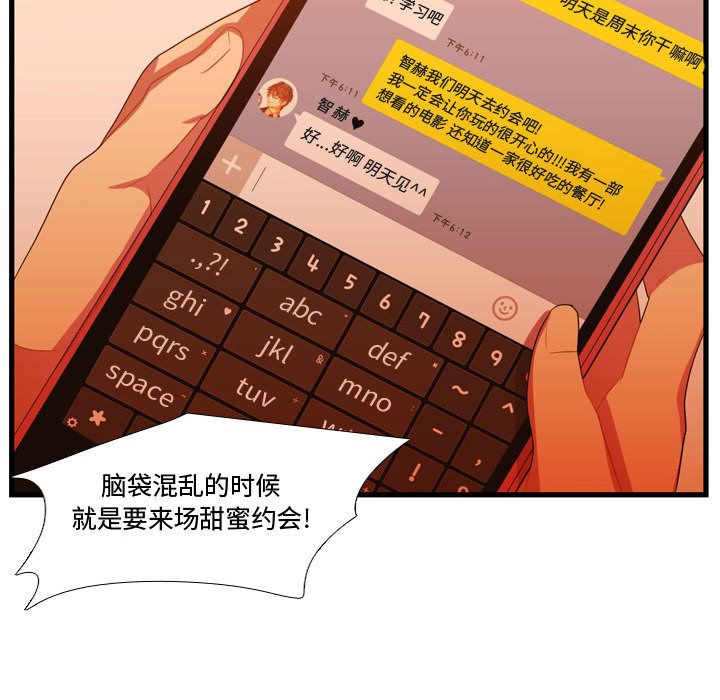 学习吧
明天是周末你干嘛啊
下午6:11
智赫我们明天去约会吧!
我一定会让你玩的很开心的!!!我有一部
想看的电影 还知道一家很好吃的餐厅!
下午6:11
智赫♥
好...好啊 明天见^^
下午6:12
+
1 2 3 4 5 6 7 8 9
.,?! abc def ~ ^
ghi jkl mno - ,
pqrs tuv
space !
*
脑袋混乱的时候
就是要来场甜蜜约会!